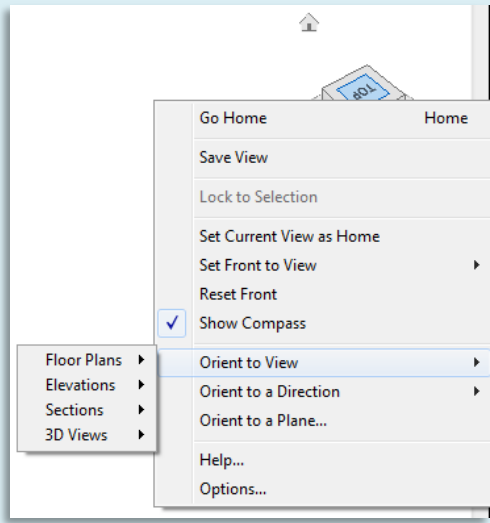 TOP
Go Home Home
Save View
Lock to Selection
Set Current View as Home
Set Front to View
Reset Front
Show Compass
Orient to View
Orient to a Direction
Orient to a Plane...
Help...
Options...
Floor Plans
Elevations
Sections
3D Views